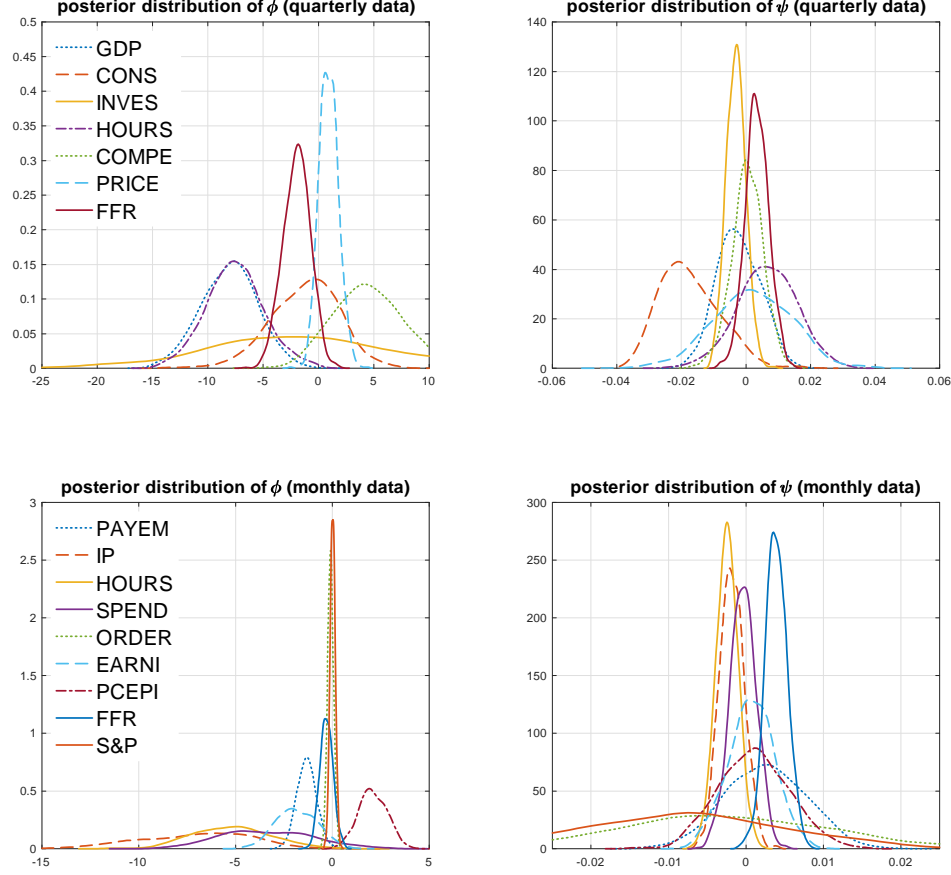 posterior distribution of ϕ (quarterly data)
0.5
0.45
0.4
0.35
0.3
0.25
0.2
0.15
0.1
0.05
0
-25
-20
-15
-10
-5
0
5
10
GDP
CONS
INVES
HOURS
COMPE
PRICE
FFR
posterior distribution of ψ (quarterly data)
140
120
100
80
60
40
20
0
-0.06
-0.04
-0.02
0
0.02
0.04
0.06
posterior distribution of ϕ (monthly data)
3
2.5
2
1.5
1
0.5
0
-15
-10
-5
0
5
PAYEM
IP
HOURS
SPEND
ORDER
EARNI
PCEPI
FFR
S&P
posterior distribution of ψ (monthly data)
300
250
200
150
100
50
0
-0.02
-0.01
0
0.01
0.02